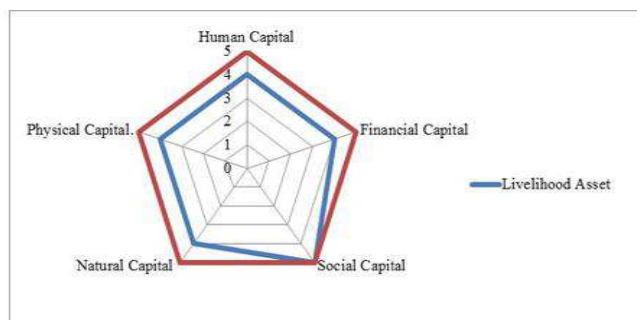 Human Capital
5
4
3
2
1
0
Physical Capital.
Financial Capital
Livelihood Asset
Natural Capital
Social Capital